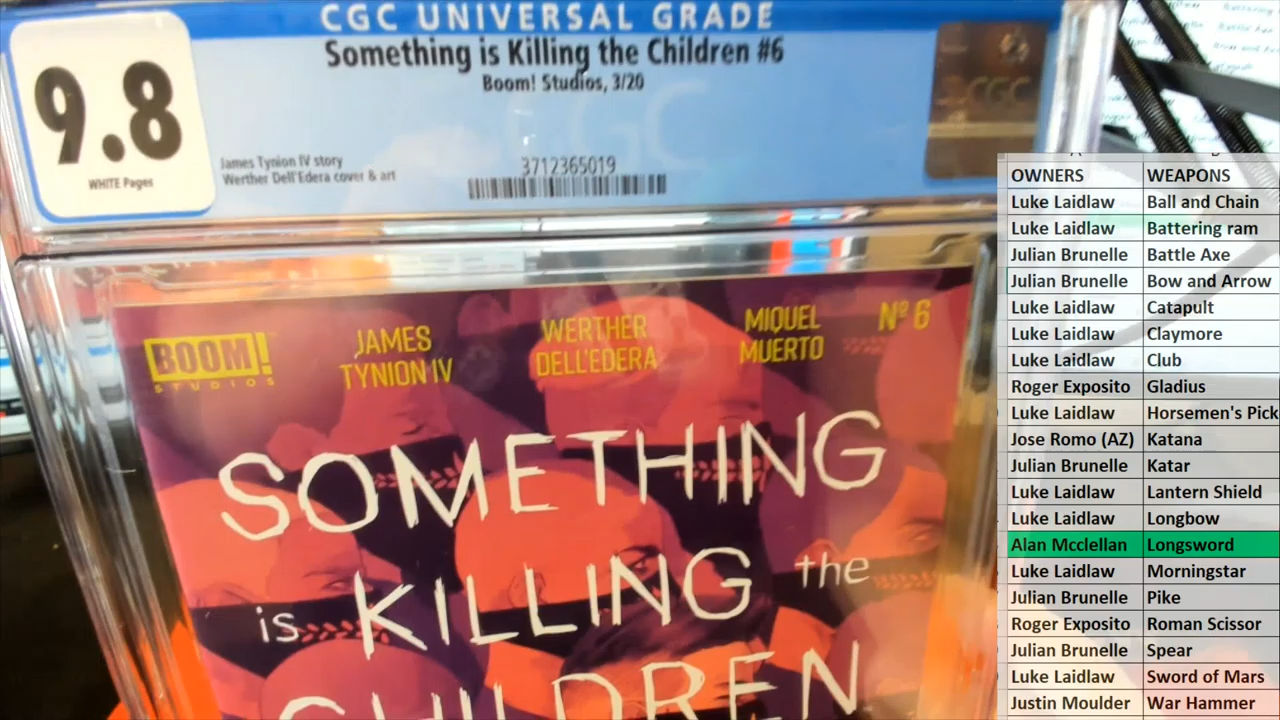 CGC UNIVERSAL GRADE
9.8
WHITE Pages
Something is Killing the Children #6
Boom! Studios, 3/20
James Tynion IV story
Werther Dell'Edera cover & art
3712365019
CGC
BOOM!
STUDIOS
JAMES
TYNION IV
WERTHER
DELL'EDERA
MIQUEL
MUERTO
Nº 6
SOMETHING
is KILLING the
CHILDREN
OWNERS WEAPONS
Luke Laidlaw Ball and Chain
Luke Laidlaw Battering ram
Julian Brunelle Battle Axe
Julian Brunelle Bow and Arrow
Luke Laidlaw Catapult
Luke Laidlaw Claymore
Luke Laidlaw Club
Roger Exposito Gladius
Luke Laidlaw Horsemen's Pick
Jose Romo (AZ) Katana
Julian Brunelle Katar
Luke Laidlaw Lantern Shield
Luke Laidlaw Longbow
Alan Mcclellan Longsword
Luke Laidlaw Morningstar
Julian Brunelle Pike
Roger Exposito Roman Scissor
Julian Brunelle Spear
Luke Laidlaw Sword of Mars
Justin Moulder War Hammer